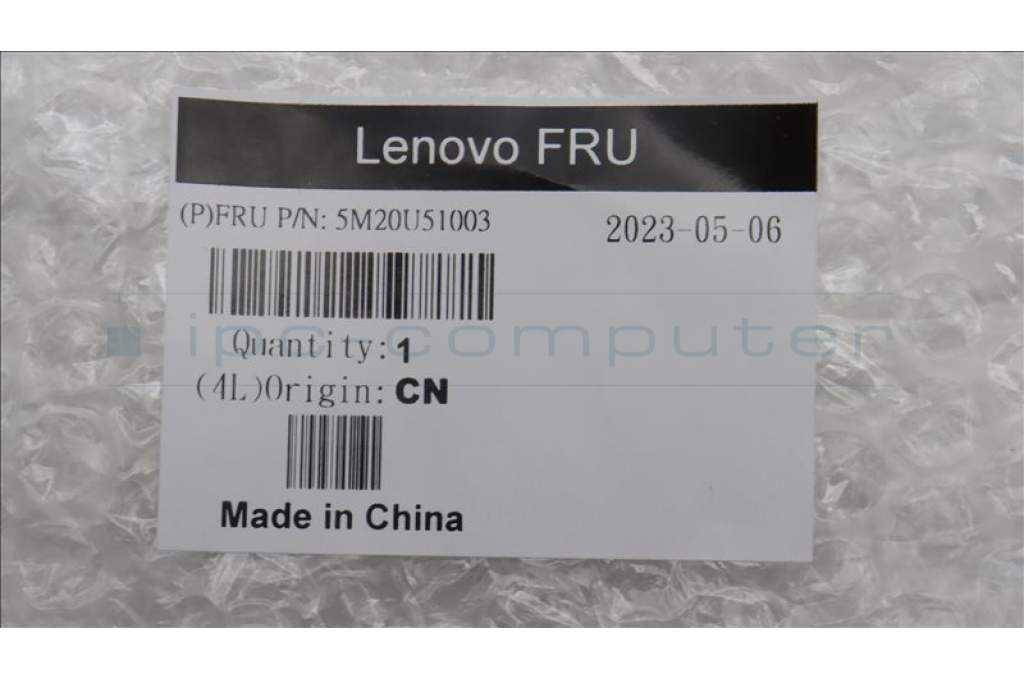 Lenovo FRU
(P)FRU P/N: 5M20U51003
2023-05-06
ipc computer
Quantity:1
(4L)Origin:CN
Made in China